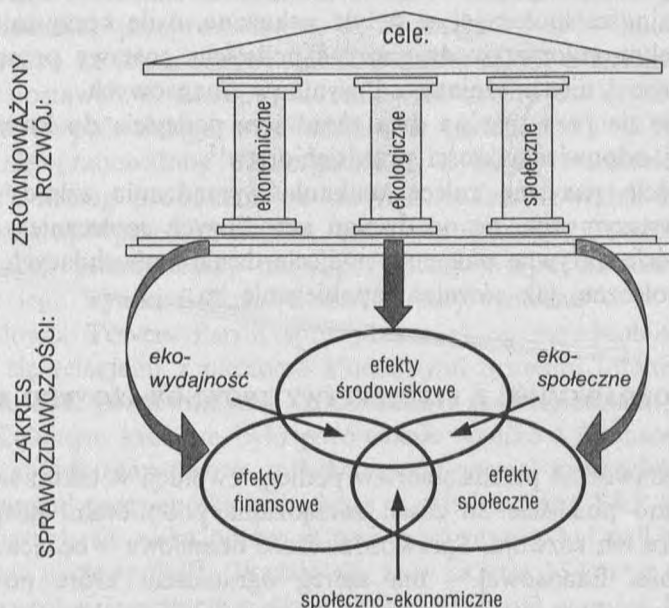 cele:
ZRÓWNOWAŻONY
ROZWÓJ:
ekonomiczne
ekologiczne
społeczne
ZAKRES
SPRAWOZDAWCZOŚCI:
eko-
wydajność
efekty
środowiskowe
eko-
społeczne
efekty
finansowe
efekty
społeczne
społeczno-ekonomiczne